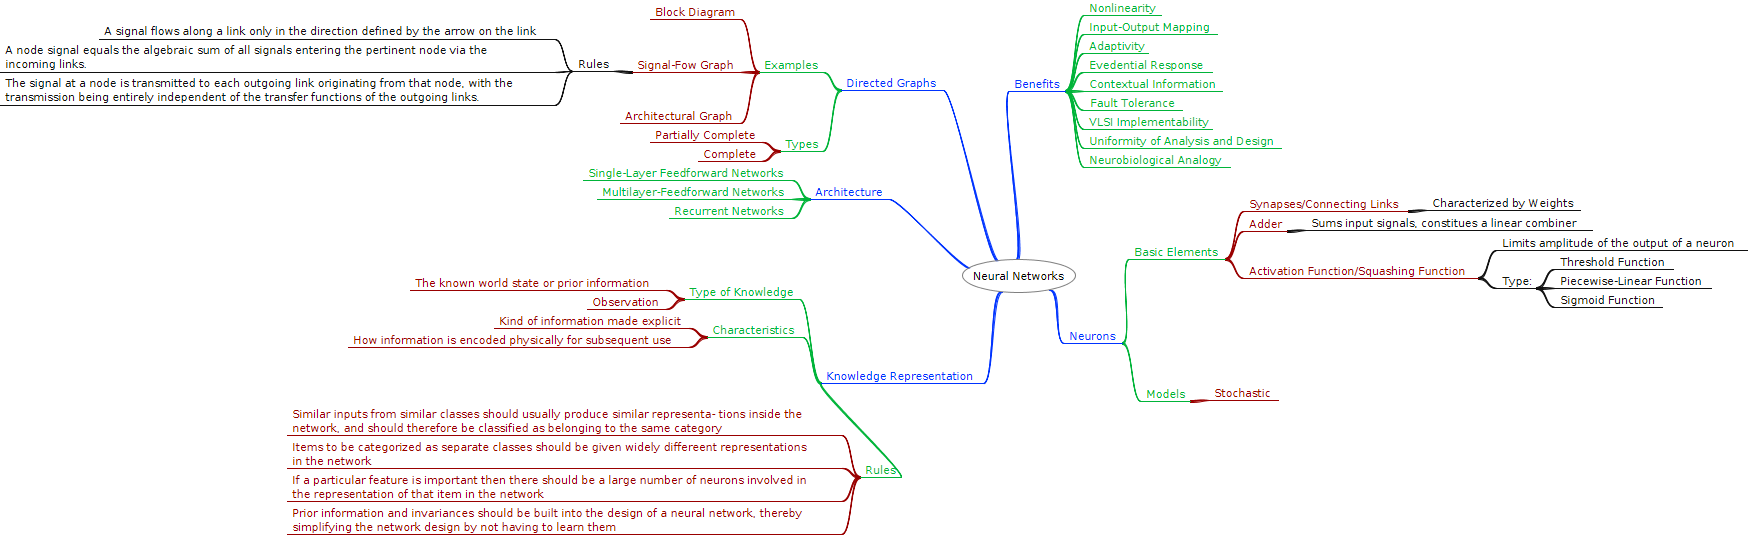 Block Diagram
A signal flows along a link only in the direction defined by the arrow on the link
A node signal equals the algebraic sum of all signals entering the pertinent node via the
incoming links.
The signal at a node is transmitted to each outgoing link originating from that node, with the
transmission being entirely independent of the transfer functions of the outgoing links.
Rules
Signal-Fow Graph
Architectural Graph
Examples
Partially Complete
Complete
Types
Directed Graphs
Single-Layer Feedforward Networks
Multilayer-Feedforward Networks
Recurrent Networks
Architecture
The known world state or prior information
Observation
Type of Knowledge
Kind of information made explicit
How information is encoded physically for subsequent use
Characteristics
Knowledge Representation
Similar inputs from similar classes should usually produce similar representa- tions inside the
network, and should therefore be classified as belonging to the same category
Items to be categorized as separate classes should be given widely differeent representations
in the network
If a particular feature is important then there should be a large number of neurons involved in
the representation of that item in the network
Prior information and invariances should be built into the design of a neural network, thereby
simplifying the network design by not having to learn them
Rules
Neural Networks
Benefits
Nonlinearity
Input-Output Mapping
Adaptivity
Evedential Response
Contextual Information
Fault Tolerance
VLSI Implementability
Uniformity of Analysis and Design
Neurobiological Analogy
Neurons
Basic Elements
Synapses/Connecting Links
Characterized by Weights
Adder
Sums input signals, constitues a linear combiner
Activation Function/Squashing Function
Limits amplitude of the output of a neuron
Type:
Threshold Function
Piecewise-Linear Function
Sigmoid Function
Models
Stochastic